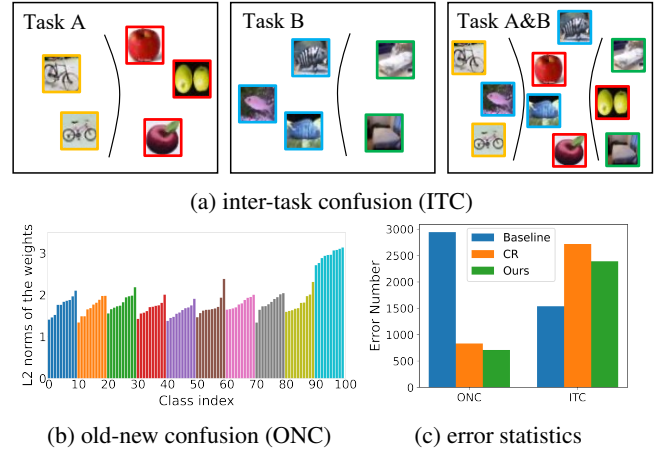 Task A
Task B
Task A&B
(a) inter-task confusion (ITC)
L2 norms of the weights
3
2
1
0
0 10 20 30 40 50 60 70 80 90 100
Class index
(b) old-new confusion (ONC)
Error Number
3000
2500
2000
1500
1000
500
0
Baseline
CR
Ours
ONC ITC
(c) error statistics